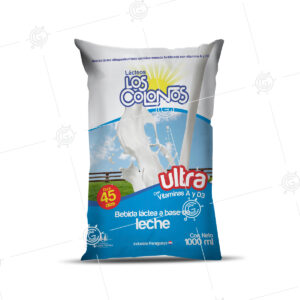 Lácteos
LOS
COLONOS
ultra
con Vitaminas A y D3
45
días
Bebida láctea a base de
leche
Industria Paraguaya
Cont. Neto
1000 ml